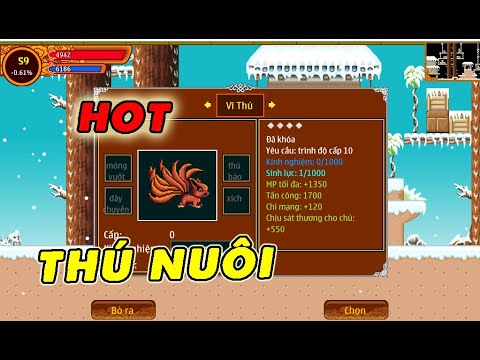 59
-0.61%
4942
6186
HOT
Vĩ Thú
móng vuốt
thú bảo
dây chuyền
xích
Cấp: 0
Đã khóa
Yêu cầu: trình độ cấp 10
Kinh nghiệm: 0/1000
Sinh lực: 1/1000
MP tối đa: +1350
Tấn công: 1700
Chí mạng: +120
Chịu sát thương cho chủ:
+550
THÚ NUÔI
Bỏ ra
Chọn